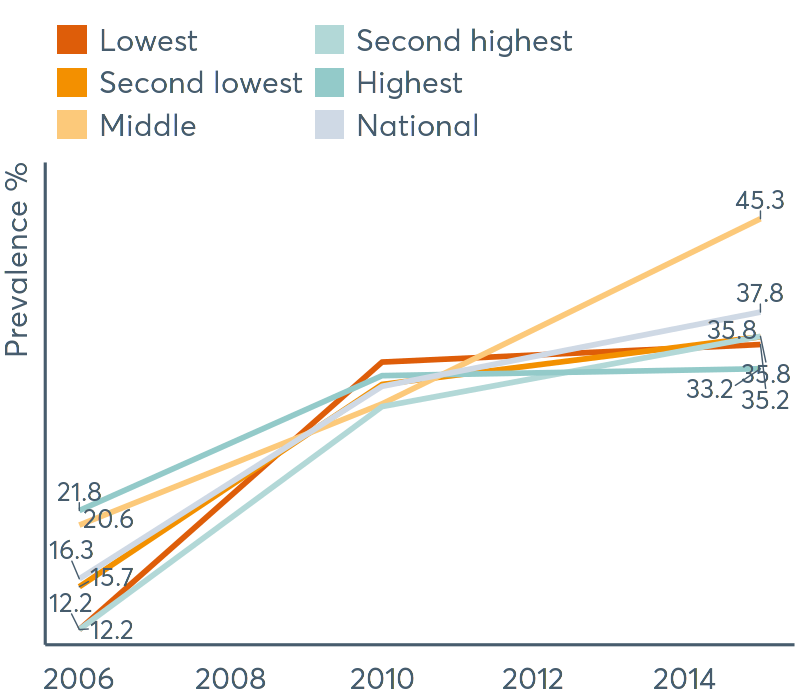 Lowest
Second lowest
Middle
Second highest
Highest
National
Prevalence %
45.3
37.8
35.8
35.8
33.2
35.2
21.8
20.6
16.3
15.7
12.2
12.2
2006 2008 2010 2012 2014